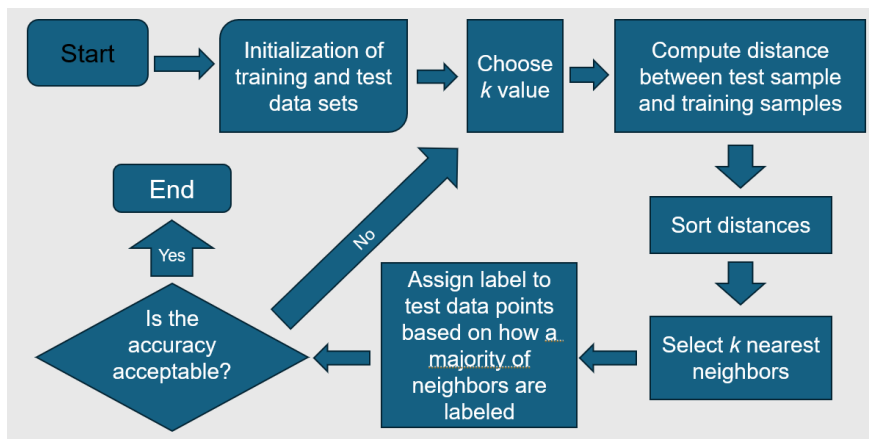 Start
Initialization of
training and test
data sets
Choose
k value
Compute distance
between test sample
and training samples
Sort distances
Select k nearest
neighbors
Assign label to
test data points
based on how a
majority of
neighbors are
labeled
Is the
accuracy
acceptable?
No
Yes
End